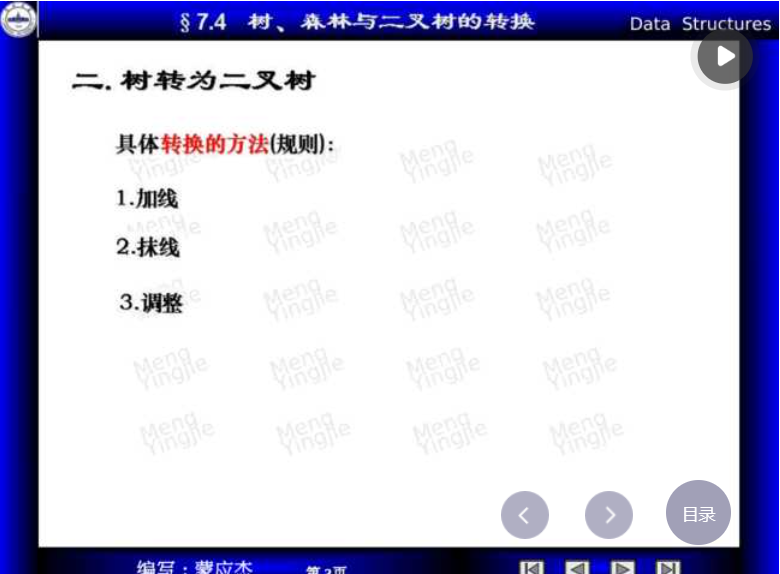 §7.4 树、森林与二叉树的转换
Data Structures
二.树转为二叉树
具体转换的方法(规则):
1.加线
2.抹线
3.调整
Meng Yingjie
目录
编写:蒙应杰
第3页